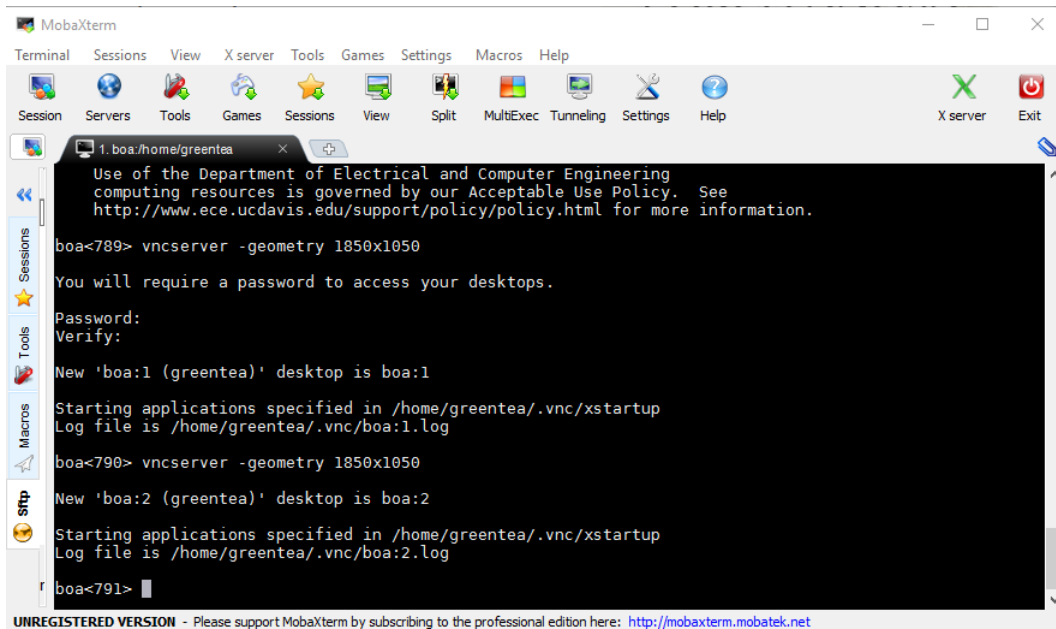 MobaXterm
Terminal Sessions View X server Tools Games Settings Macros Help
Session Servers Tools Games Sessions View Split MultiExec Tunneling Settings Help X server Exit
1. boa:/home/greentea
Use of the Department of Electrical and Computer Engineering
computing resources is governed by our Acceptable Use Policy. See
http://www.ece.ucdavis.edu/support/policy/policy.html for more information.
boa<789> vncserver -geometry 1850x1050
You will require a password to access your desktops.
Password:
Verify:
New 'boa:1 (greentea)' desktop is boa:1
Starting applications specified in /home/greentea/.vnc/xstartup
Log file is /home/greentea/.vnc/boa:1.log
boa<790> vncserver -geometry 1850x1050
New 'boa:2 (greentea)' desktop is boa:2
Starting applications specified in /home/greentea/.vnc/xstartup
Log file is /home/greentea/.vnc/boa:2.log
boa<791>
Sessions
Tools
Macros
Sftp
UNREGISTERED VERSION - Please support MobaXterm by subscribing to the professional edition here: http://mobaxterm.mobatek.net